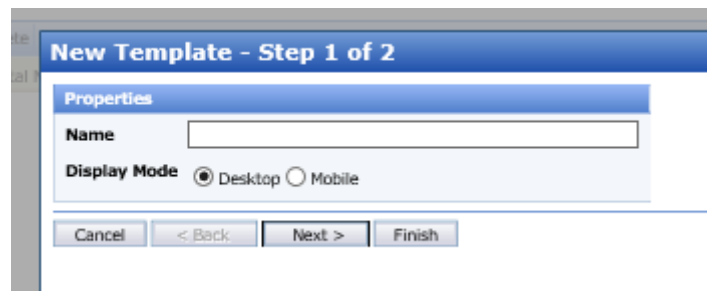 New Template - Step 1 of 2
Properties
Name
Display Mode Desktop Mobile
Cancel < Back Next > Finish